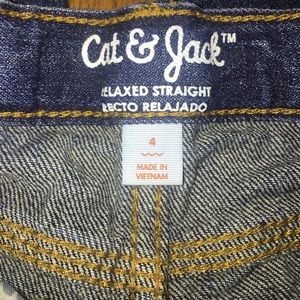 Cat & Jack™
RELAXED STRAIGHT
RECTO RELAJADO
4
MADE IN
VIETNAM